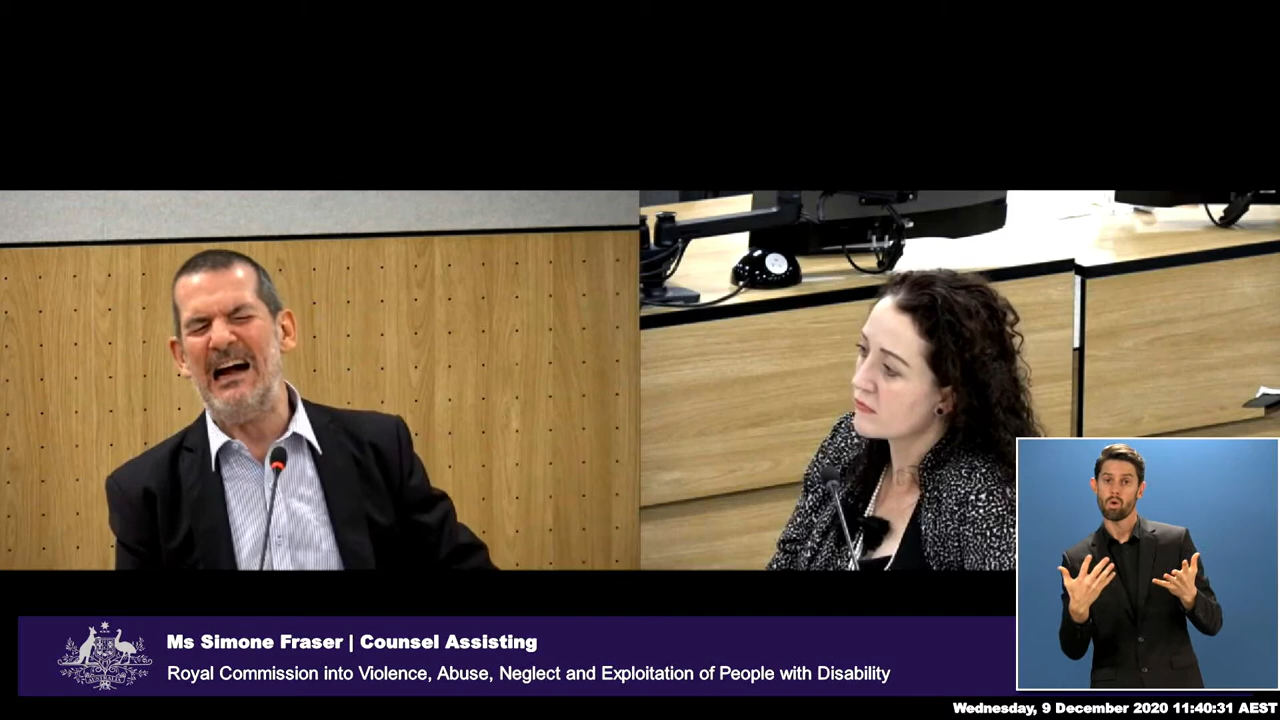 Ms Simone Fraser | Counsel Assisting
Royal Commission into Violence, Abuse, Neglect and Exploitation of People with Disability
Wednesday, 9 December 2020 11:40:31 AEST